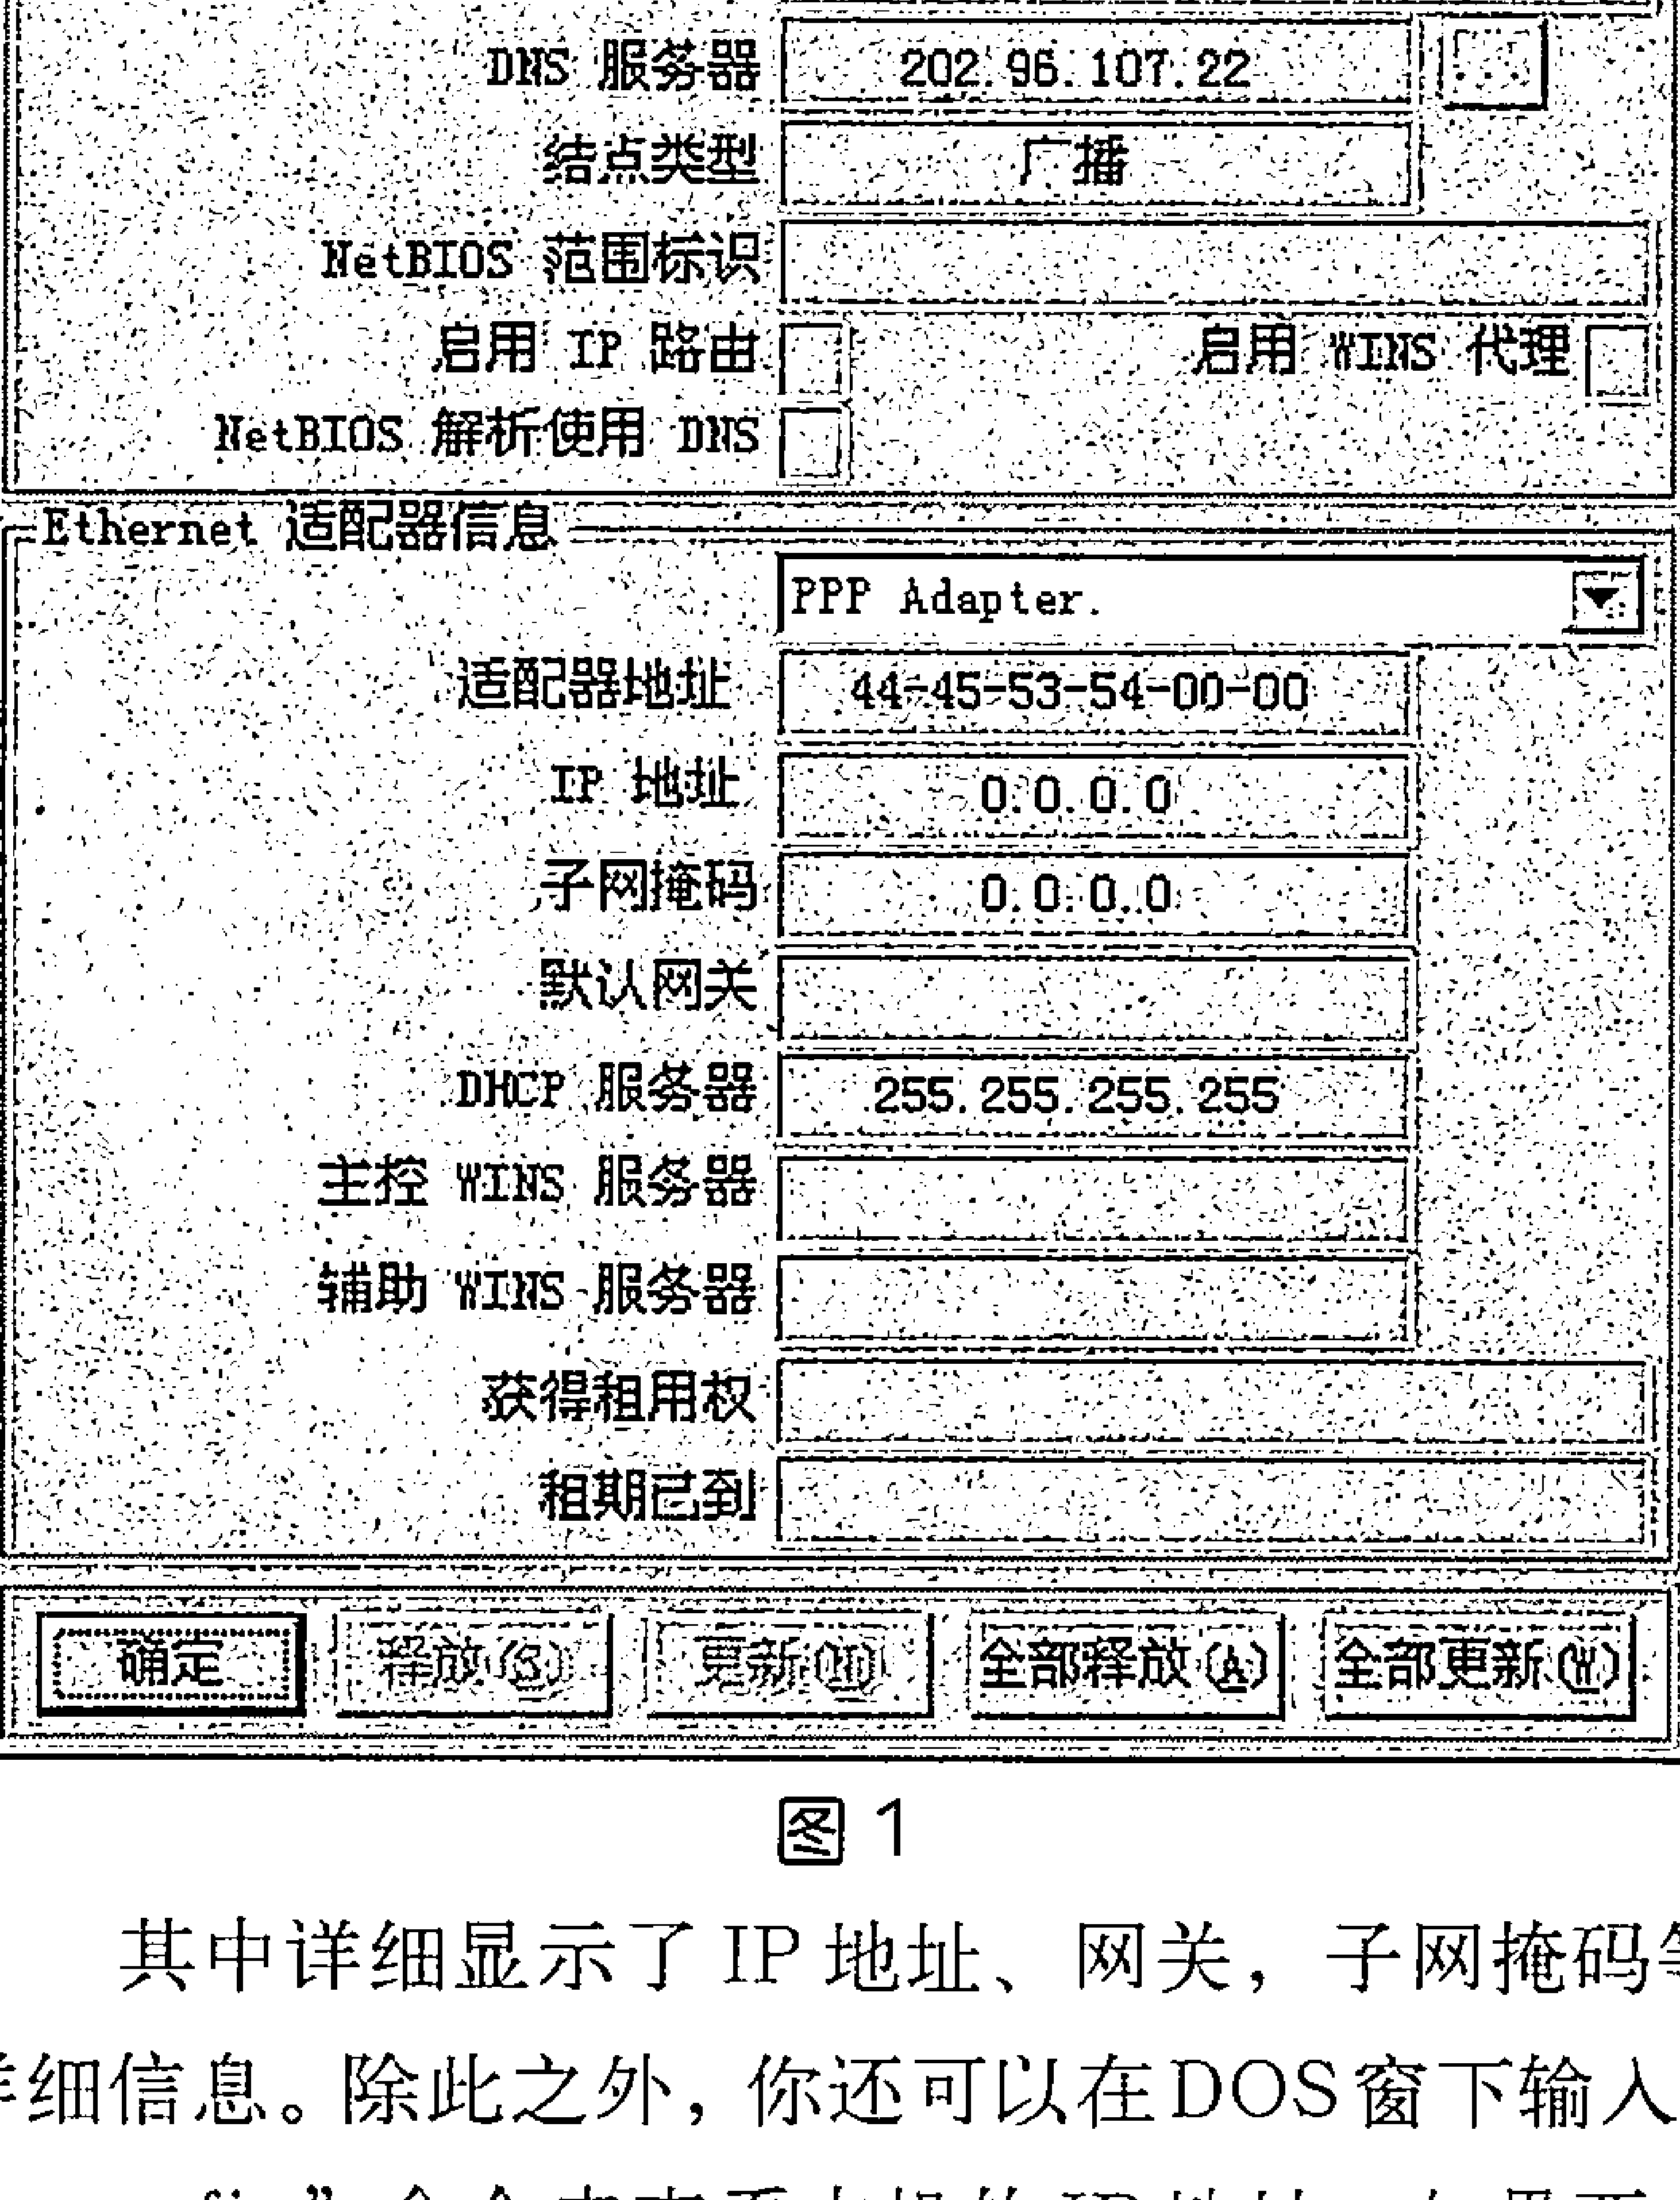 DNS 服务器 202.96.107.22 ...
结点类型 广播
NetBIOS 范围标识
启用 IP 路由 启用 WINS 代理
NetBIOS 解析使用 DNS
Ethernet 适配器信息
PPP Adapter.
适配器地址 44-45-53-54-00-00
IP 地址 0.0.0.0
子网掩码 0.0.0.0
默认网关
DHCP 服务器 255.255.255.255
主控 WINS 服务器
辅助 WINS 服务器
获得租用权
租期已到
确定 释放(S) 更新(N) 全部释放(A) 全部更新(W)
图 1
其中详细显示了 IP 地址、网关，子网掩码等
详细信息。除此之外，你还可以在DOS窗下输入